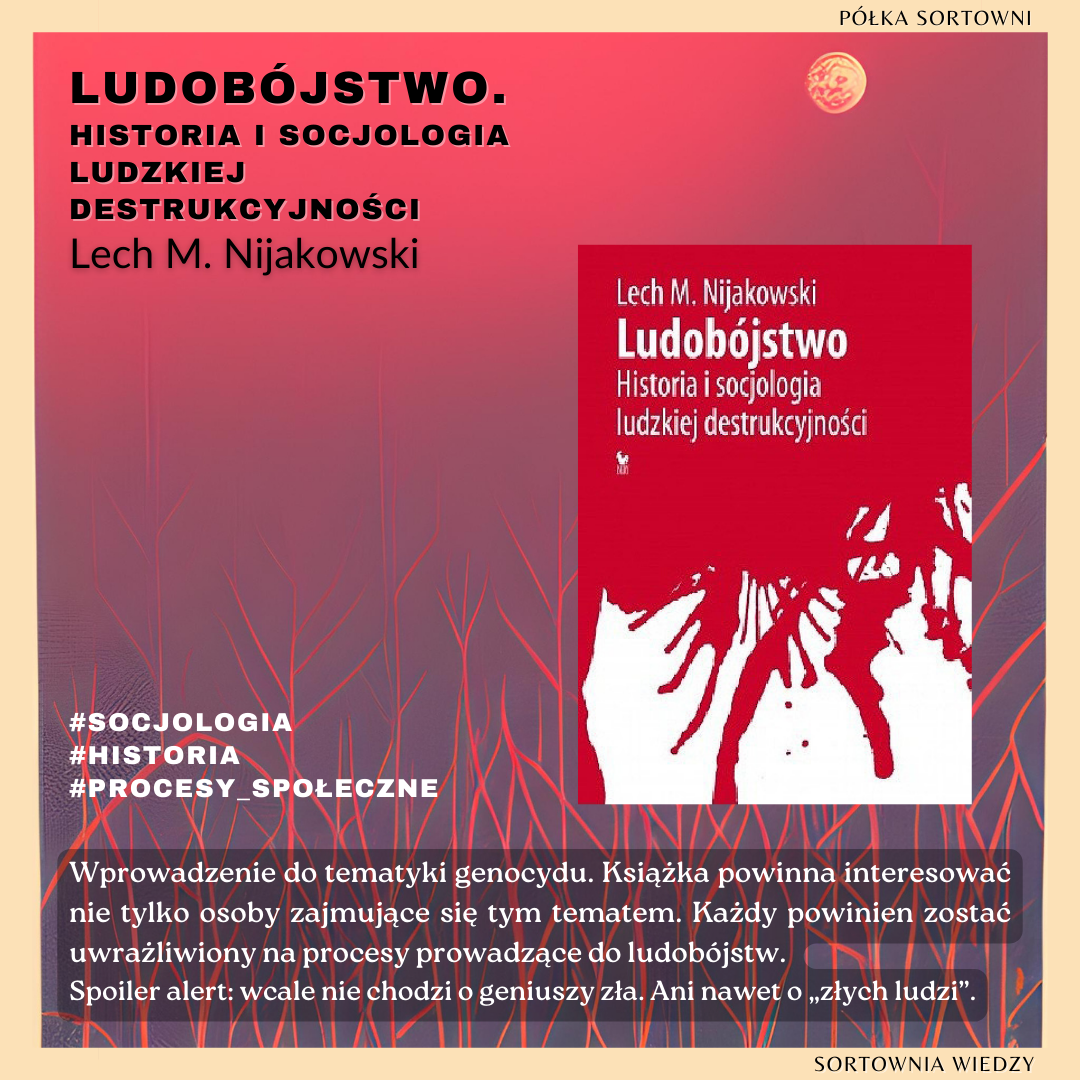 PÓŁKA SORTOWNI
LUDOBÓJSTWO.
HISTORIA I SOCJOLOGIA
LUDZKIEJ
DESTRUKCYJNOŚCI
Lech M. Nijakowski
Lech M. Nijakowski
Ludobójstwo
Historia i socjologia
ludzkiej destrukcyjności
#SOCJOLOGIA
#HISTORIA
#PROCESY_SPOŁECZNE
Wprowadzenie do tematyki genocydu. Książka powinna interesować
nie tylko osoby zajmujące się tym tematem. Każdy powinien zostać
uwrażliwiony na procesy prowadzące do ludobójstw.
Spoiler alert: wcale nie chodzi o geniuszy zła. Ani nawet o „złych ludzi”.
SORTOWNIA WIEDZY